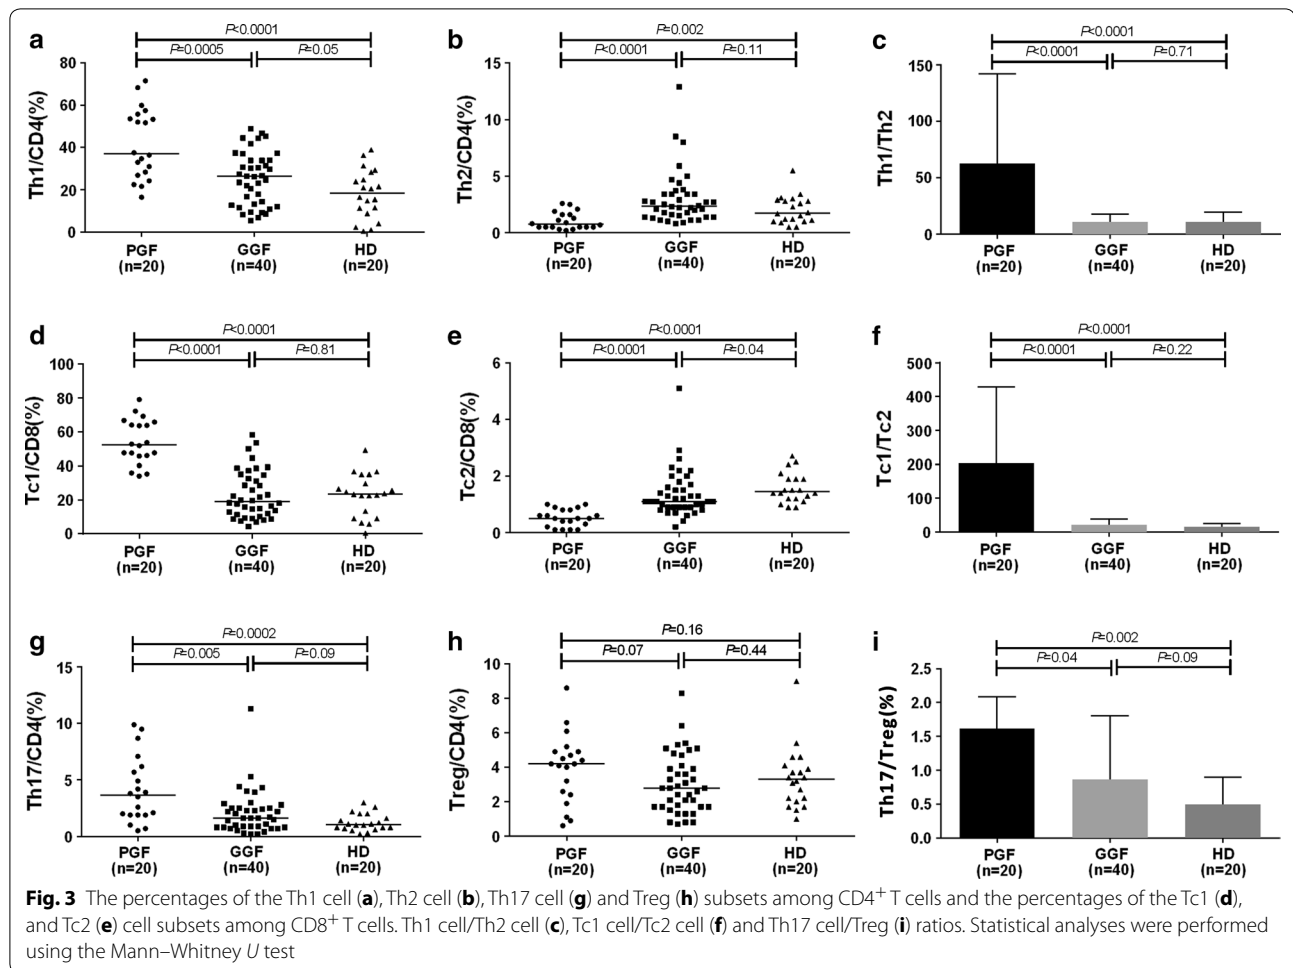 a
P<0.0001
P=0.0005
P=0.05
Th1/CD4(%)
80
60
40
20
0
PGF
(n=20)
GGF
(n=40)
HD
(n=20)
b
P=0.002
P<0.0001
P=0.11
Th2/CD4(%)
15
10
5
0
PGF
(n=20)
GGF
(n=40)
HD
(n=20)
c
P<0.0001
P<0.0001
P=0.71
Th1/Th2
150
100
50
0
PGF
(n=20)
GGF
(n=40)
HD
(n=20)
d
P<0.0001
P<0.0001
P=0.81
Tc1/CD8(%)
100
80
60
40
20
0
PGF
(n=20)
GGF
(n=40)
HD
(n=20)
e
P<0.0001
P<0.0001
P=0.04
Tc2/CD8(%)
6
4
2
0
PGF
(n=20)
GGF
(n=40)
HD
(n=20)
f
P<0.0001
P<0.0001
P=0.22
Tc1/Tc2
500
400
300
200
100
0
PGF
(n=20)
GGF
(n=40)
HD
(n=20)
g
P=0.0002
P=0.005
P=0.09
Th17/CD4(%)
15
10
5
0
PGF
(n=20)
GGF
(n=40)
HD
(n=20)
h
P=0.16
P=0.07
P=0.44
Treg/CD4(%)
10
8
6
4
2
0
PGF
(n=20)
GGF
(n=40)
HD
(n=20)
i
P=0.002
P=0.04
P=0.09
Th17/Treg(%)
2.5
2.0
1.5
1.0
0.5
0.0
PGF
(n=20)
GGF
(n=40)
HD
(n=20)
Fig. 3 The percentages of the Th1 cell (a), Th2 cell (b), Th17 cell (g) and Treg (h) subsets among CD4⁺ T cells and the percentages of the Tc1 (d),
and Tc2 (e) cell subsets among CD8⁺ T cells. Th1 cell/Th2 cell (c), Tc1 cell/Tc2 cell (f) and Th17 cell/Treg (i) ratios. Statistical analyses were performed
using the Mann–Whitney U test